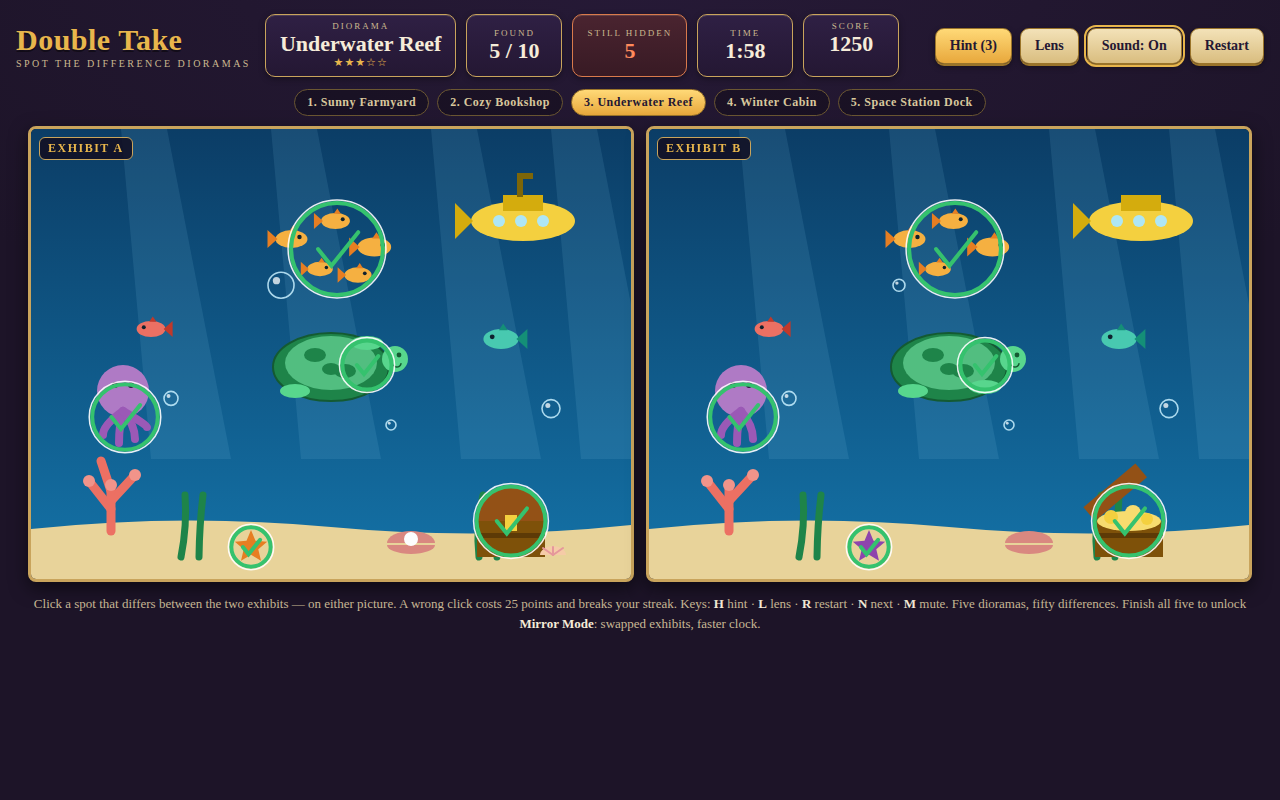 Double Take
SPOT THE DIFFERENCE DIORAMAS
DIORAMA
Underwater Reef
★★★☆☆
FOUND
5 / 10
STILL HIDDEN
5
TIME
1:58
SCORE
1250
Hint (3)
Lens
Sound: On
Restart
1. Sunny Farmyard
2. Cozy Bookshop
3. Underwater Reef
4. Winter Cabin
5. Space Station Dock
EXHIBIT A
EXHIBIT B
Click a spot that differs between the two exhibits — on either picture. A wrong click costs 25 points and breaks your streak. Keys: H hint · L lens · R restart · N next · M mute. Five dioramas, fifty differences. Finish all five to unlock
Mirror Mode: swapped exhibits, faster clock.